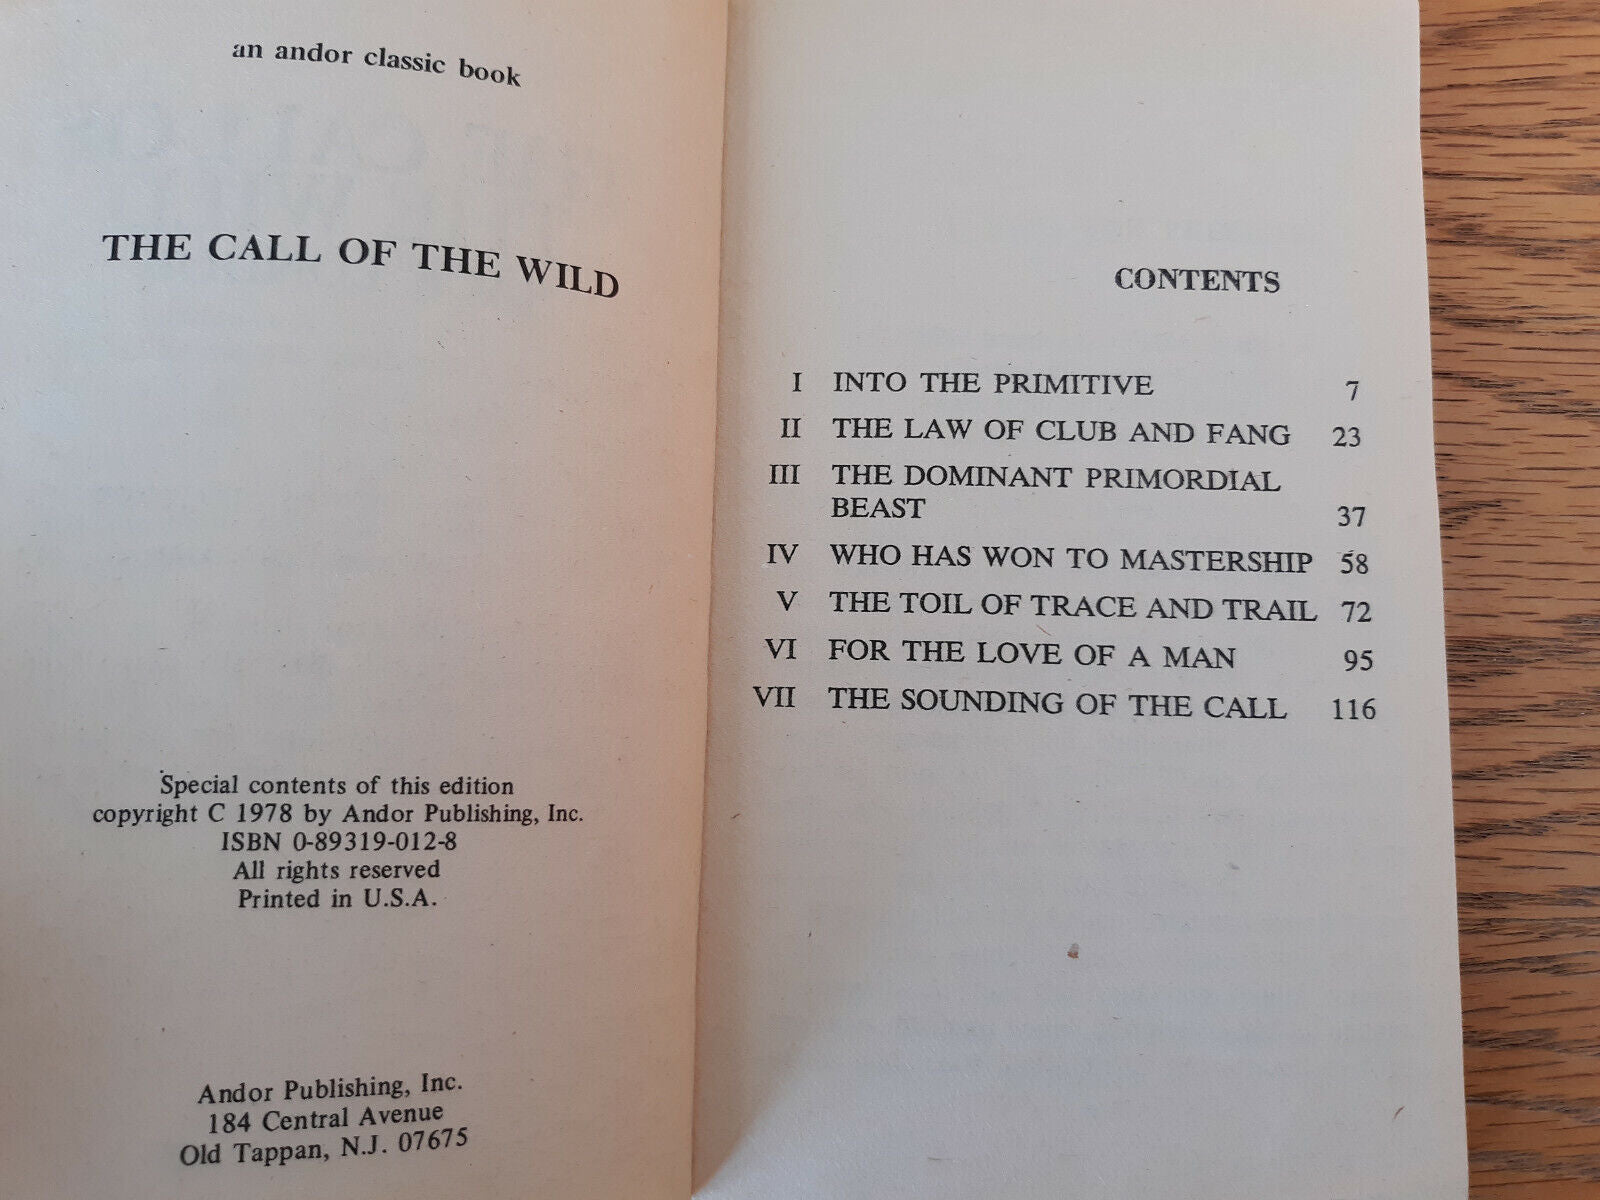 an andor classic book
THE CALL OF THE WILD
Special contents of this edition
copyright C 1978 by Andor Publishing, Inc.
ISBN 0-89319-012-8
All rights reserved
Printed in U.S.A.
Andor Publishing, Inc.
184 Central Avenue
Old Tappan, N.J. 07675
CONTENTS
I INTO THE PRIMITIVE 7
II THE LAW OF CLUB AND FANG 23
III THE DOMINANT PRIMORDIAL
BEAST 37
IV WHO HAS WON TO MASTERSHIP 58
V THE TOIL OF TRACE AND TRAIL 72
VI FOR THE LOVE OF A MAN 95
VII THE SOUNDING OF THE CALL 116